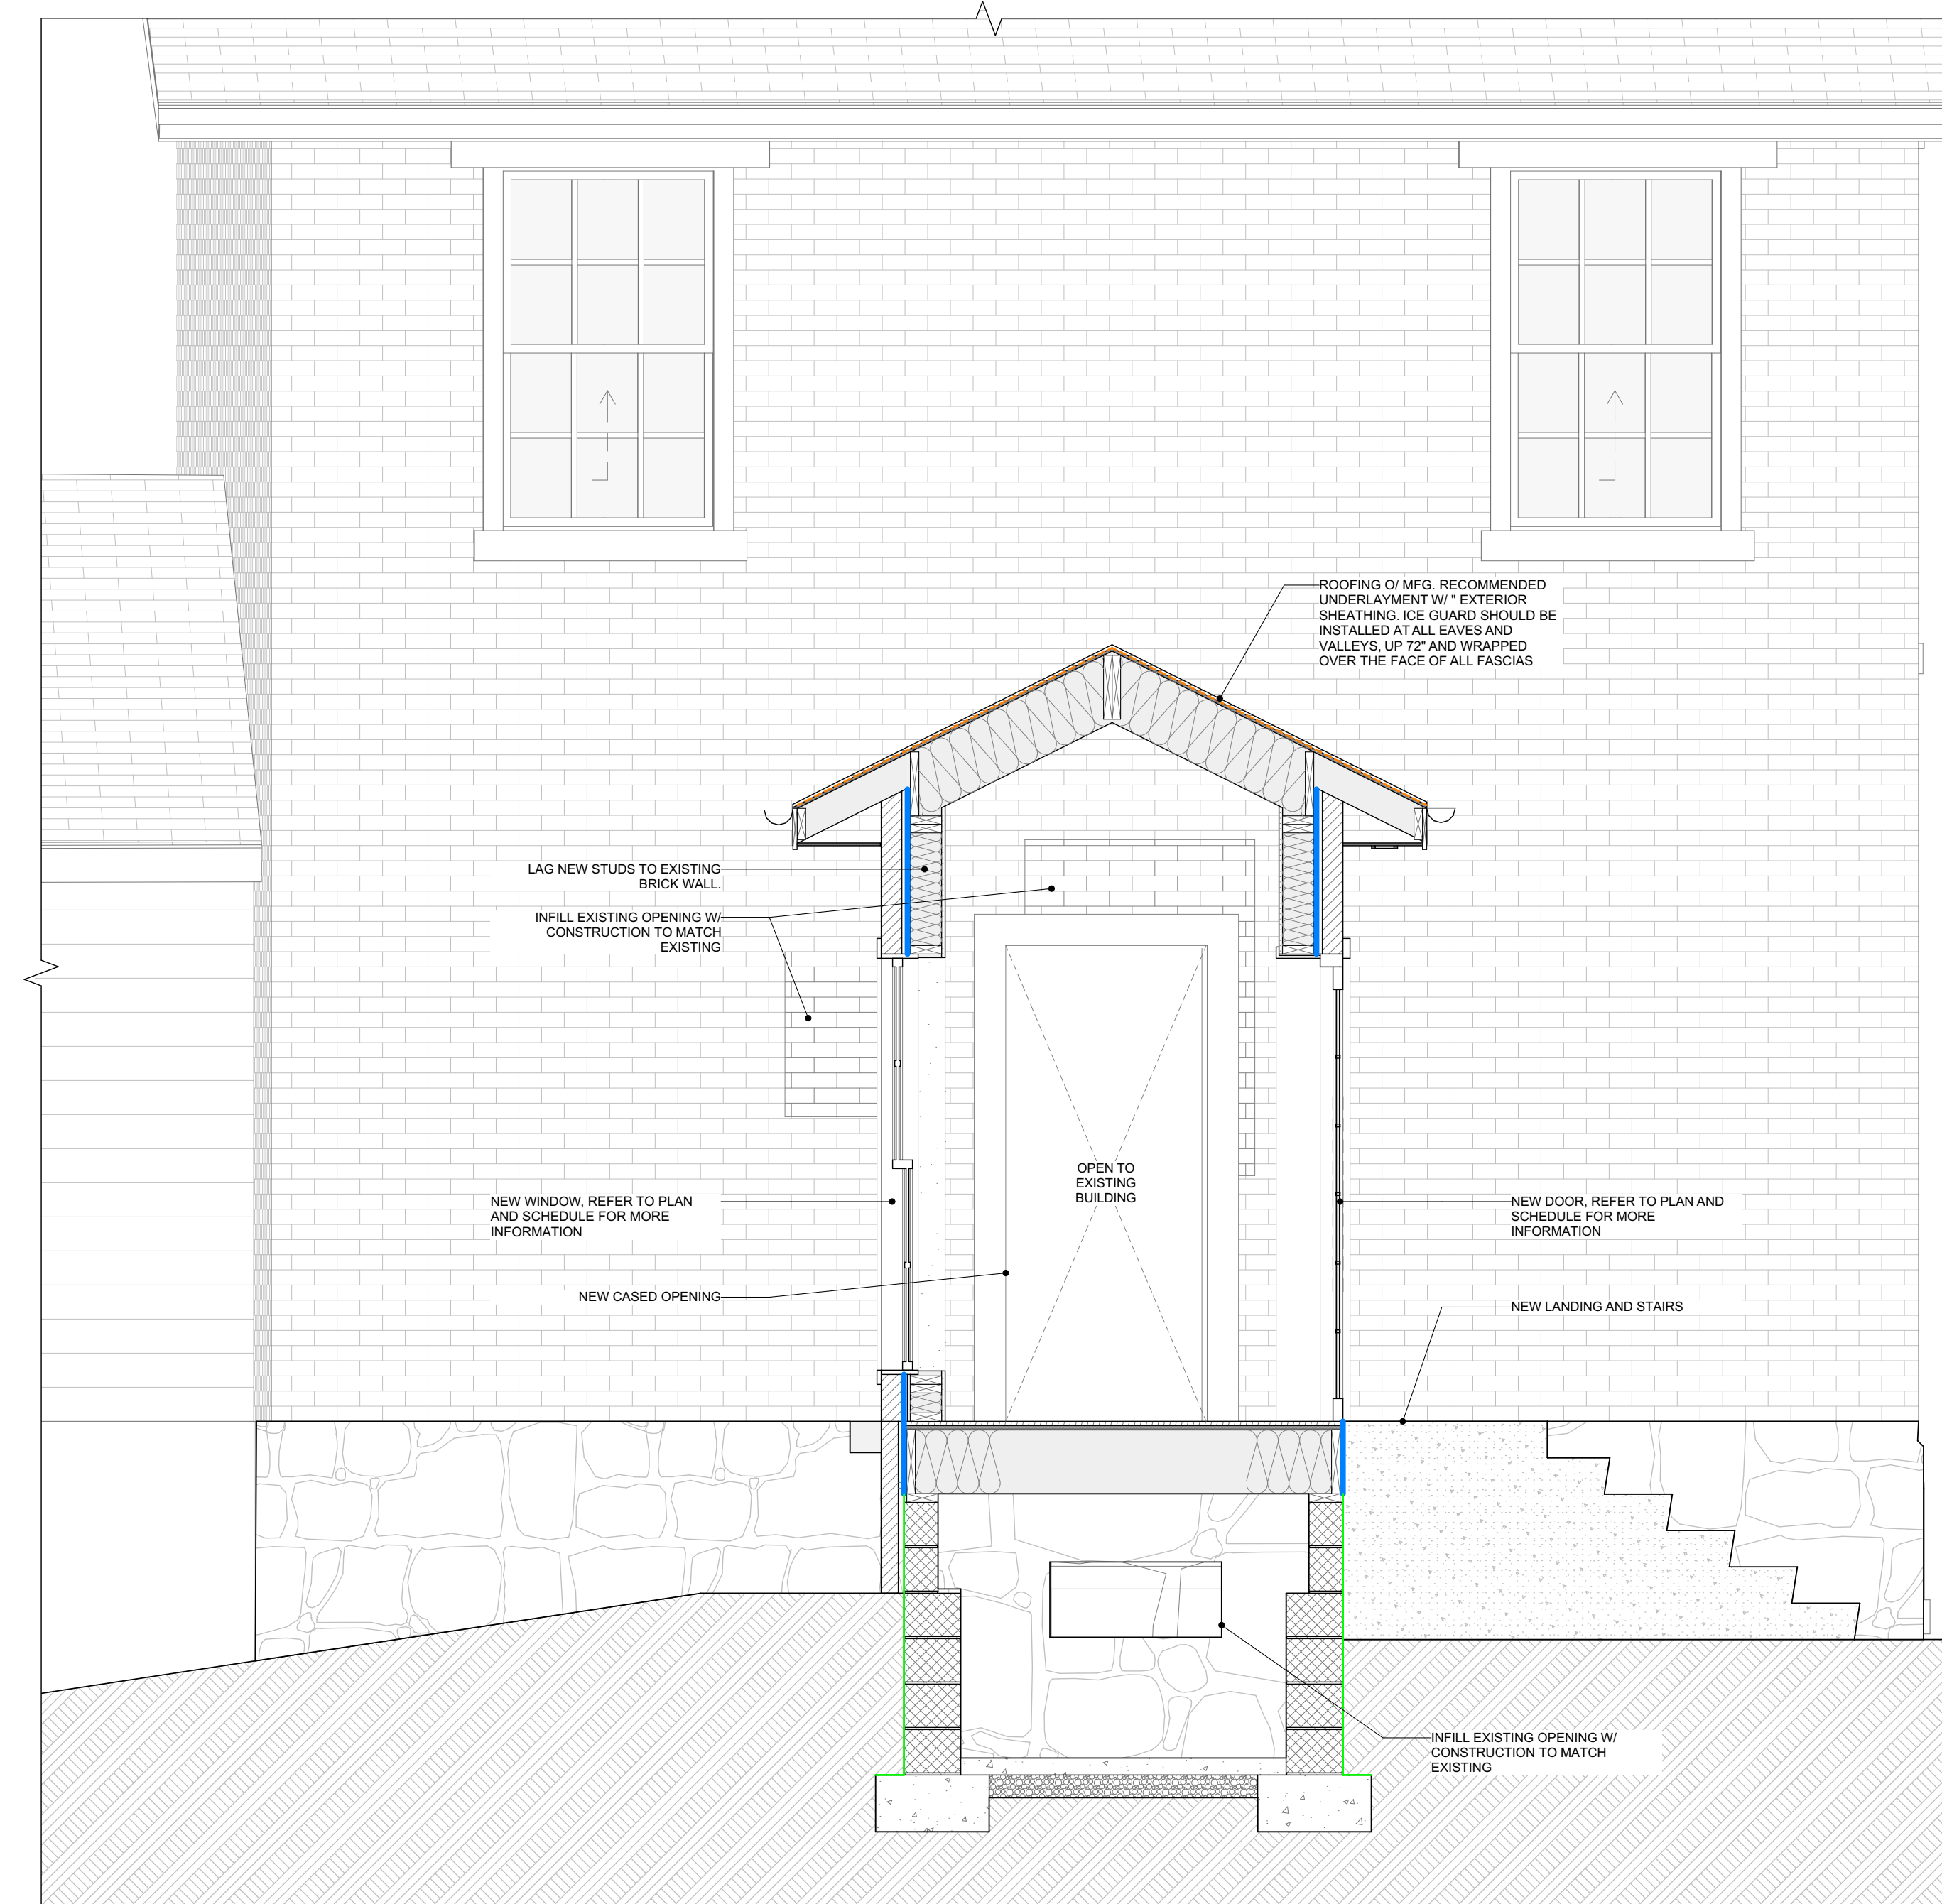 ROOFING O/ MFG. RECOMMENDED
UNDERLAYMENT W/ " EXTERIOR
SHEATHING. ICE GUARD SHOULD BE
INSTALLED AT ALL EAVES AND
VALLEYS, UP 72" AND WRAPPED
OVER THE FACE OF ALL FASCIAS
LAG NEW STUDS TO EXISTING
BRICK WALL.
INFILL EXISTING OPENING W/
CONSTRUCTION TO MATCH
EXISTING
OPEN TO
EXISTING
BUILDING
NEW WINDOW, REFER TO PLAN
AND SCHEDULE FOR MORE
INFORMATION
NEW DOOR, REFER TO PLAN AND
SCHEDULE FOR MORE
INFORMATION
NEW CASED OPENING
NEW LANDING AND STAIRS
INFILL EXISTING OPENING W/
CONSTRUCTION TO MATCH
EXISTING